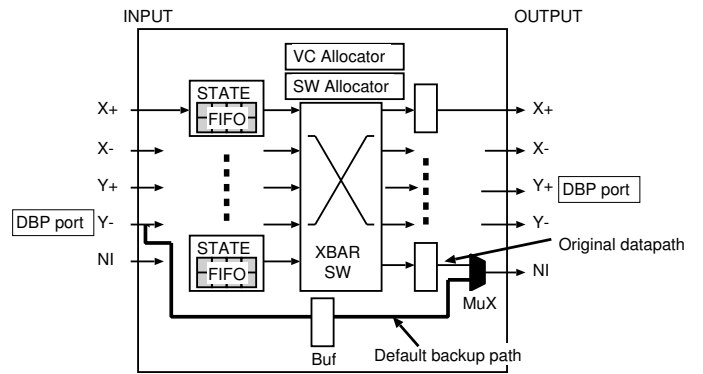 INPUT
OUTPUT
VC Allocator
SW Allocator
STATE
FIFO
X+
X-
Y+
DBP port
Y-
NI
STATE
FIFO
XBAR
SW
X+
X-
Y+
DBP port
Y-
NI
Original datapath
MuX
Buf
Default backup path